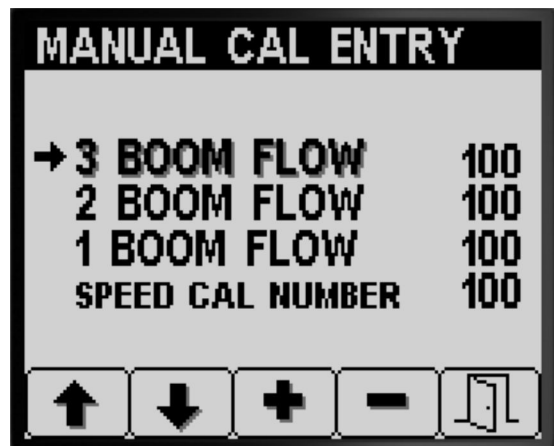 MANUAL CAL ENTRY
3 BOOM FLOW 100
2 BOOM FLOW 100
1 BOOM FLOW 100
SPEED CAL NUMBER 100